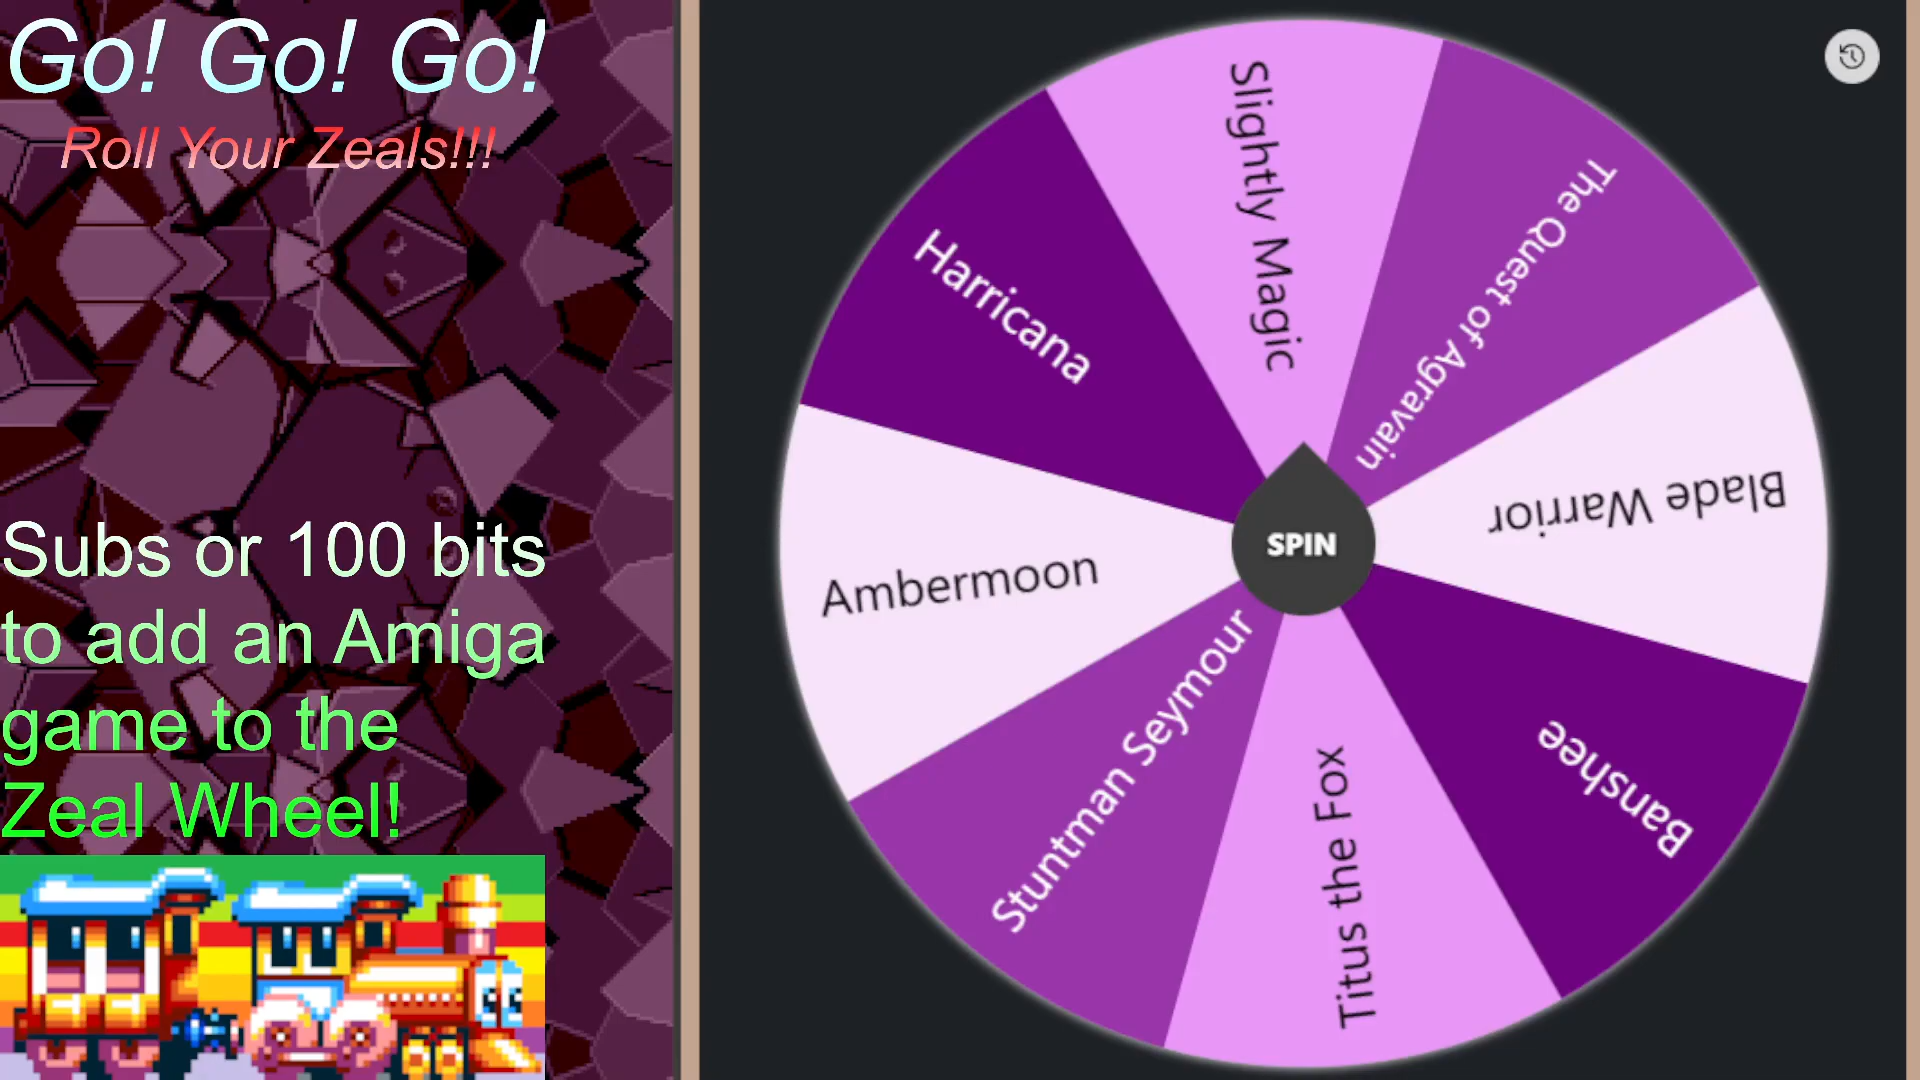 Go! Go! Go!
Roll Your Zeals!!!
Subs or 100 bits
to add an Amiga
game to the
Zeal Wheel!
Slightly Magic
The Quest of Agravain
Blade Warrior
Banshee
Titus the Fox
Stuntman Seymour
Ambermoon
Harricana
SPIN